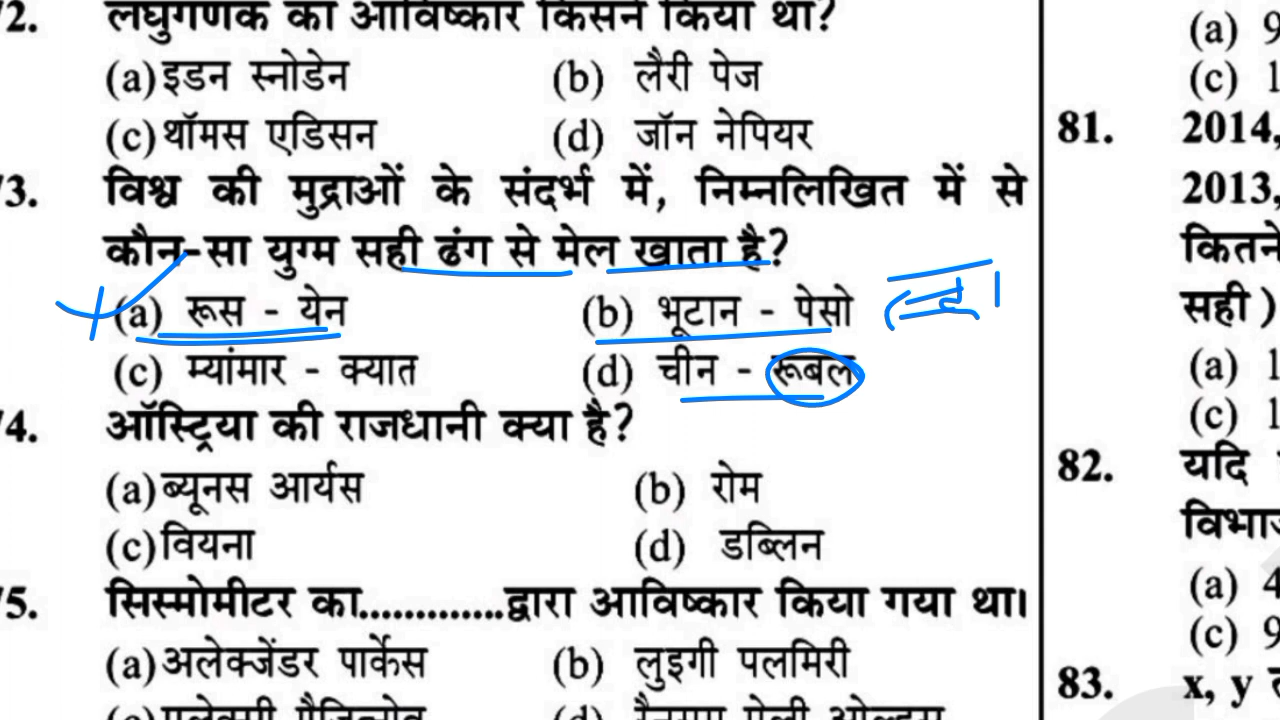 72. लघुगणक का आविष्कार किसने किया था?
(a) इडन स्नोडेन (b) लैरी पेज
(c) थॉमस एडिसन (d) जॉन नेपियर
73. विश्व की मुद्राओं के संदर्भ में, निम्नलिखित में से
कौन-सा युग्म सही ढंग से मेल खाता है?
(a) रूस - येन (b) भूटान - पेसो
(c) म्यांमार - क्यात (d) चीन - रूबल
74. ऑस्ट्रिया की राजधानी क्या है?
(a) ब्यूनस आर्यस (b) रोम
(c) वियना (d) डब्लिन
75. सिस्मोमीटर का.............द्वारा आविष्कार किया गया था।
(a) अलेक्जेंडर पार्केस (b) लुइगी पलमिरी
(a) 9
(c) 1
81. 2014,
2013,
कितने
सही )
(a) 1
(c) 1
82. यदि
(a) 4
(c) 9
83. x, y